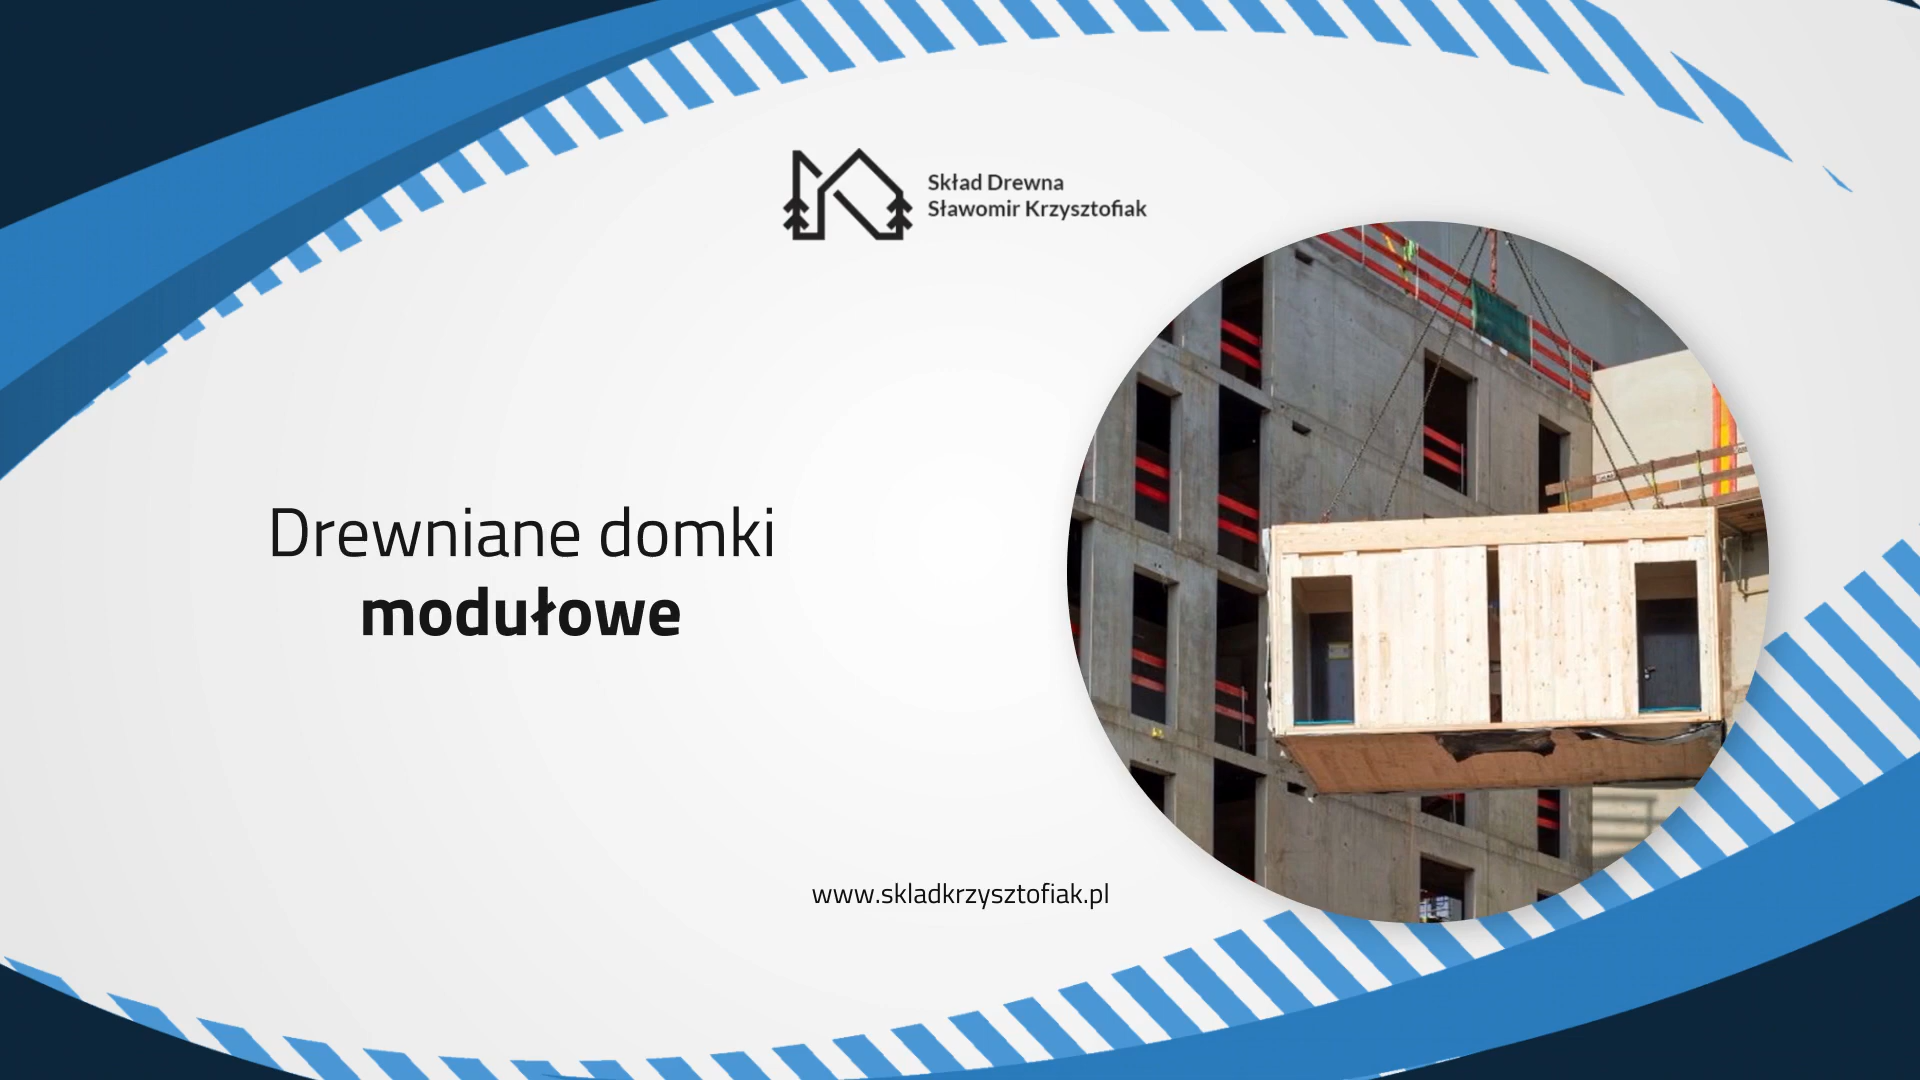 Skład Drewna
Sławomir Krzysztofiak
Drewniane domki
modułowe
www.skladkrzysztofiak.pl